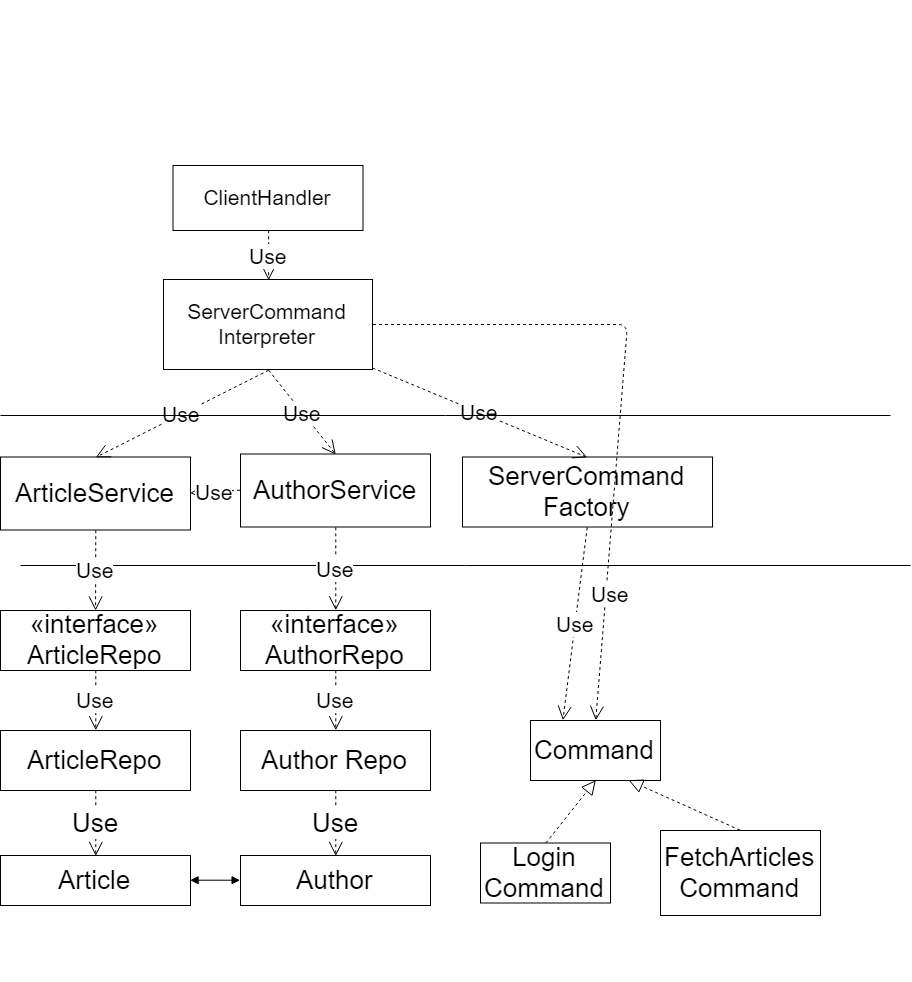 ClientHandler
Use
ServerCommand
Interpreter
Use
Use
Use
ArticleService
Use
AuthorService
ServerCommand
Factory
Use
Use
Use
Use
«interface»
ArticleRepo
«interface»
AuthorRepo
Use
Use
ArticleRepo
Author Repo
Command
Use
Use
Article
Author
Login
Command
FetchArticles
Command